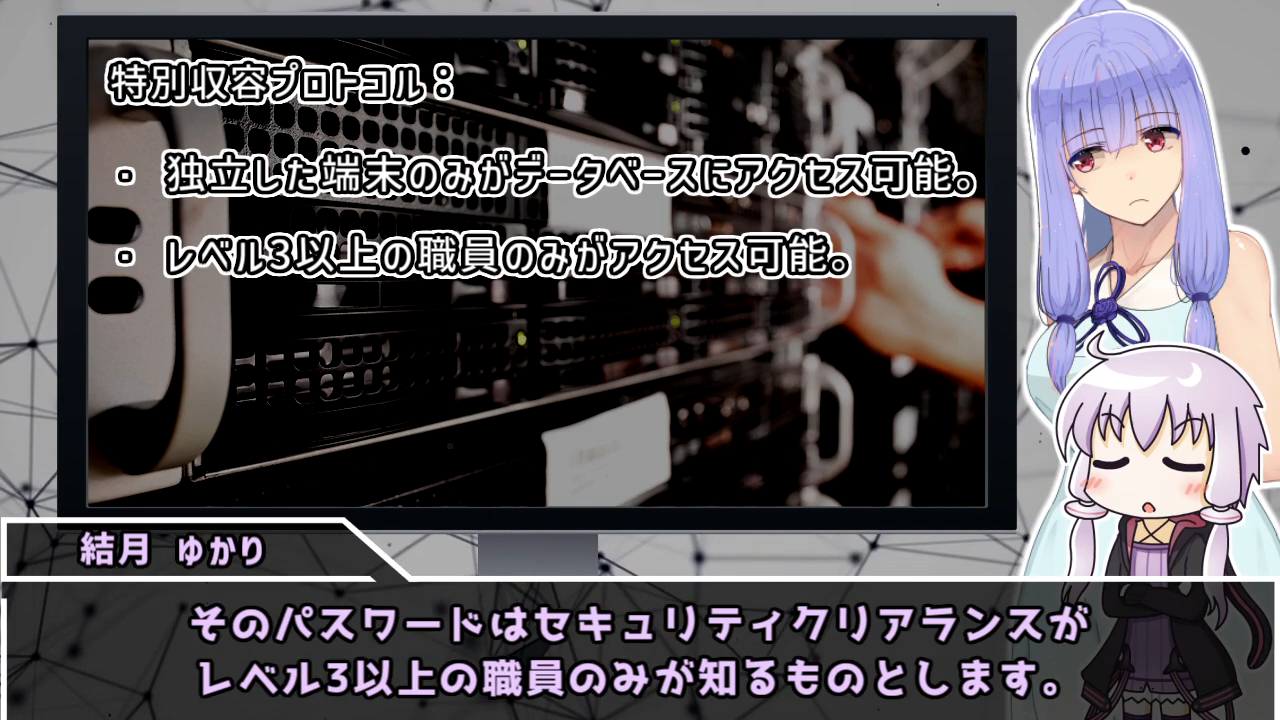 特別収容プロトコル：
・ 独立した端末のみがデータベースにアクセス可能。
・ レベル3以上の職員のみがアクセス可能。
結月 ゆかり
そのパスワードはセキュリティクリアランスが
レベル3以上の職員のみが知るものとします。